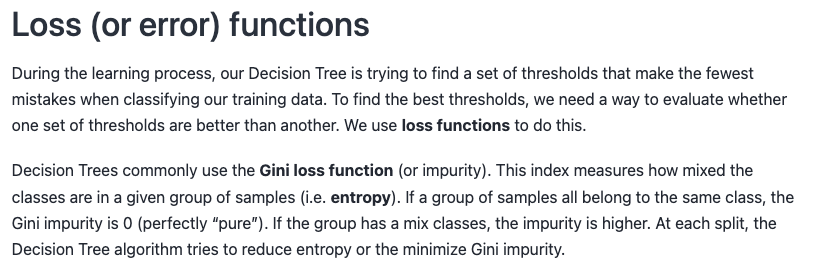 Loss (or error) functions
During the learning process, our Decision Tree is trying to find a set of thresholds that make the fewest
mistakes when classifying our training data. To find the best thresholds, we need a way to evaluate whether
one set of thresholds are better than another. We use loss functions to do this.
Decision Trees commonly use the Gini loss function (or impurity). This index measures how mixed the
classes are in a given group of samples (i.e. entropy). If a group of samples all belong to the same class, the
Gini impurity is 0 (perfectly “pure”). If the group has a mix classes, the impurity is higher. At each split, the
Decision Tree algorithm tries to reduce entropy or the minimize Gini impurity.